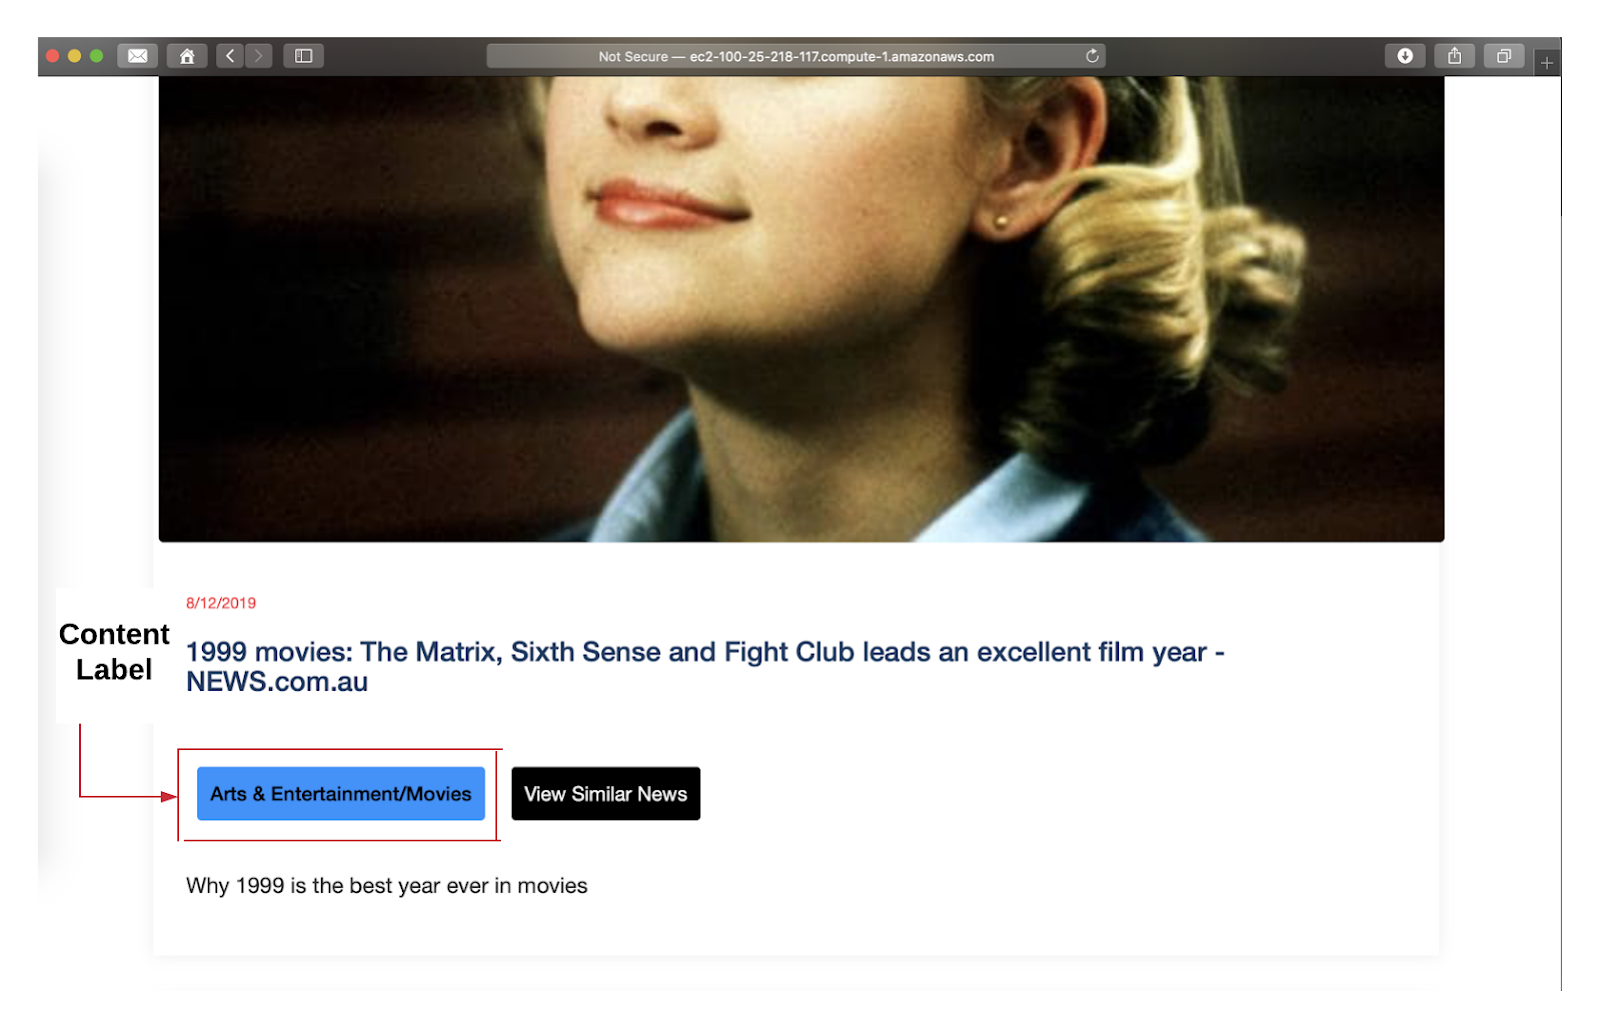 Not Secure — ec2-100-25-218-117.compute-1.amazonaws.com
8/12/2019
Content
Label
1999 movies: The Matrix, Sixth Sense and Fight Club leads an excellent film year -
NEWS.com.au
Arts & Entertainment/Movies
View Similar News
Why 1999 is the best year ever in movies